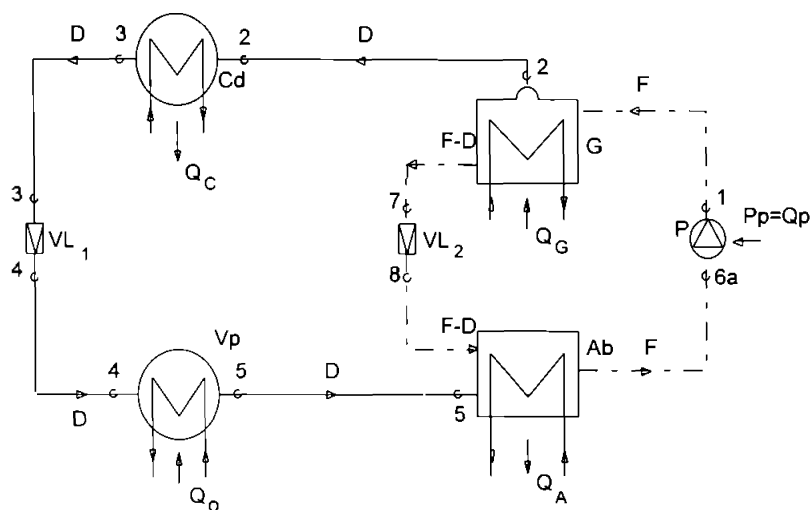 D 3 2 D
Cd
2
F
F-D G
Q_C
7
1
3
VL_1
VL_2
Q_G
P Pp=Qp
4
8
6a
F-D
Vp
Ab
F
4 5 D
D
5
Q_o
Q_A